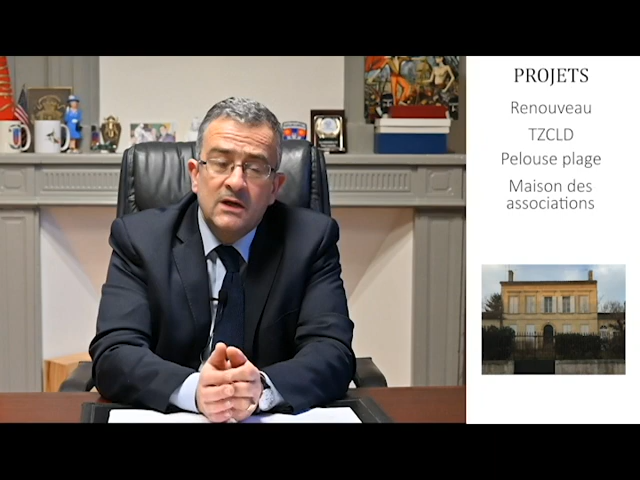 PROJETS
Renouveau
TZCLD
Pelouse plage
Maison des
associations